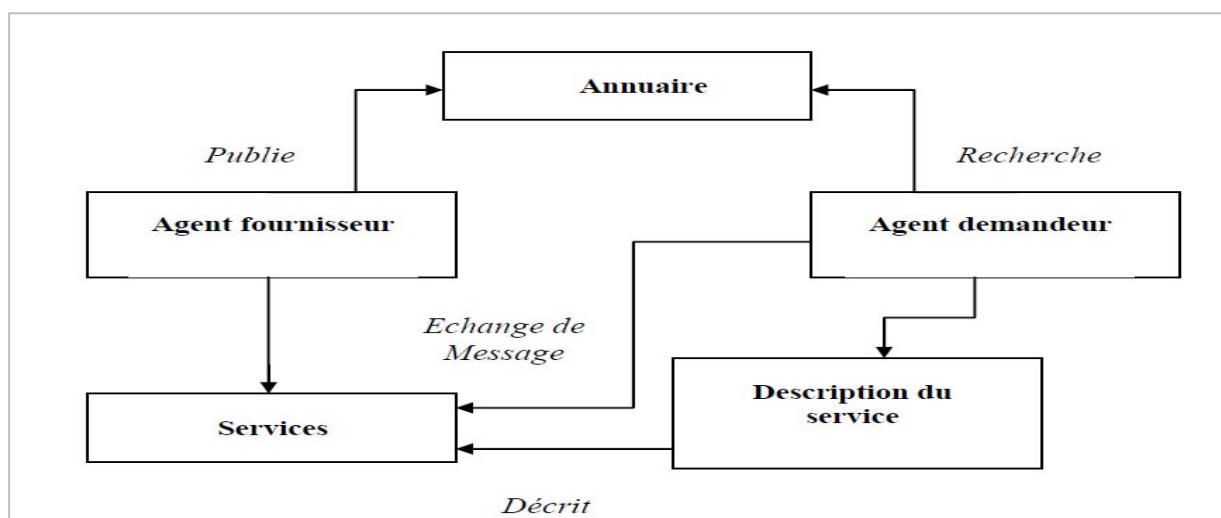 Annuaire
Publie
Recherche
Agent fournisseur
Agent demandeur
Echange de
Message
Description du
service
Services
Décrit